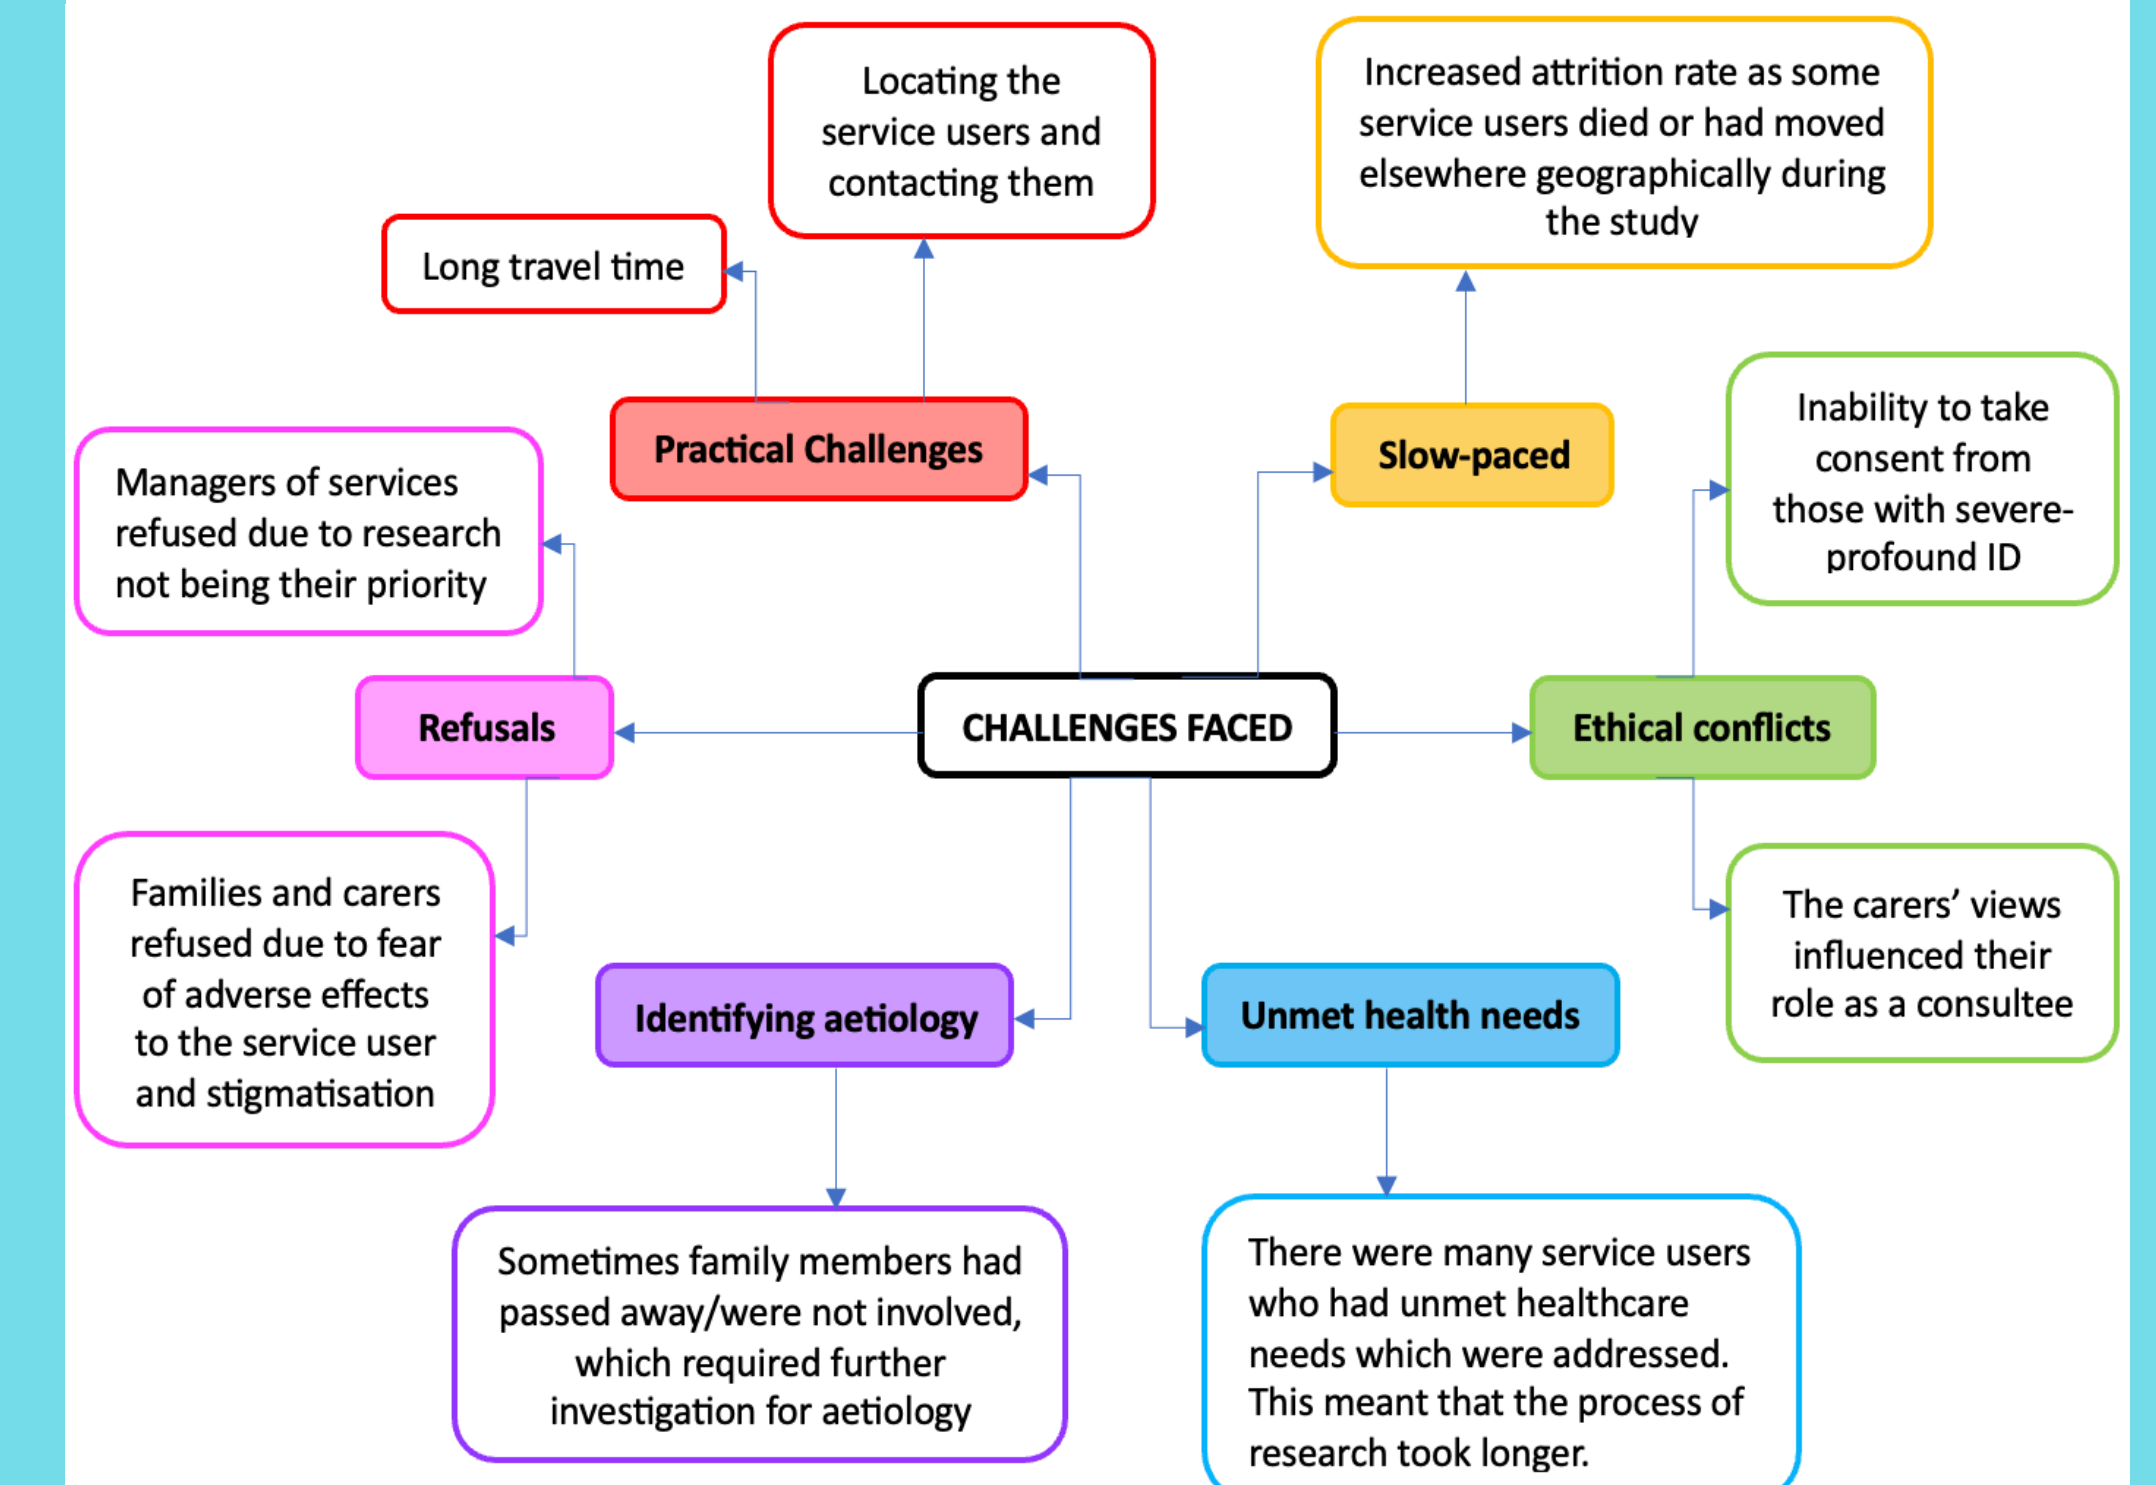 Locating the
service users and
contacting them
Increased attrition rate as some
service users died or had moved
elsewhere geographically during
the study
Long travel time
Practical Challenges
Slow-paced
Inability to take
consent from
those with severe-
profound ID
Managers of services
refused due to research
not being their priority
Refusals
CHALLENGES FACED
Ethical conflicts
Families and carers
refused due to fear
of adverse effects
to the service user
and stigmatisation
The carers’ views
influenced their
role as a consultee
Identifying aetiology
Unmet health needs
Sometimes family members had
passed away/were not involved,
which required further
investigation for aetiology
There were many service users
who had unmet healthcare
needs which were addressed.
This meant that the process of
research took longer.